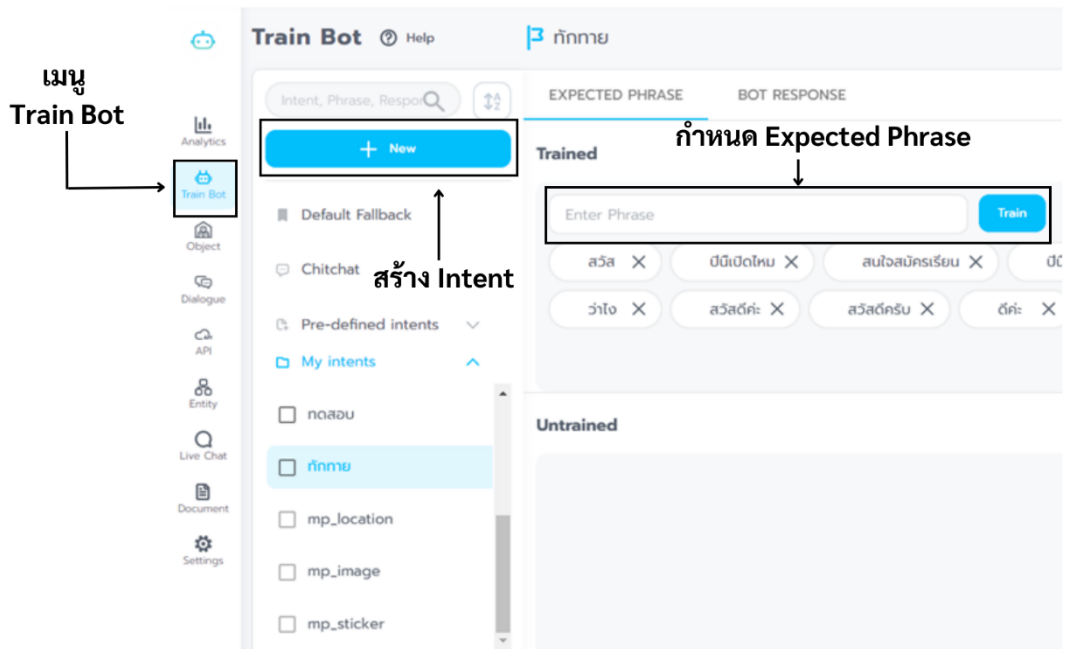 Train Bot
Help
ทักทาย
เมนู
Train Bot
Intent, Phrase, Respor
EXPECTED PHRASE
BOT RESPONSE
Analytics
New
Trained
กำหนด Expected Phrase
Train Bot
Default Fallback
Enter Phrase
Train
Object
Chitchat
สร้าง Intent
สวัส
ปีนี้เปิดไหม
สนใจสมัครเรียน
Dialogue
Pre-defined intents
ว่าไง
สวัสดีค่ะ
สวัสดีครับ
ดีค่ะ
API
My intents
Entity
ทดสอบ
Untrained
Live Chat
ทักทาย
Document
mp_location
Settings
mp_image
mp_sticker